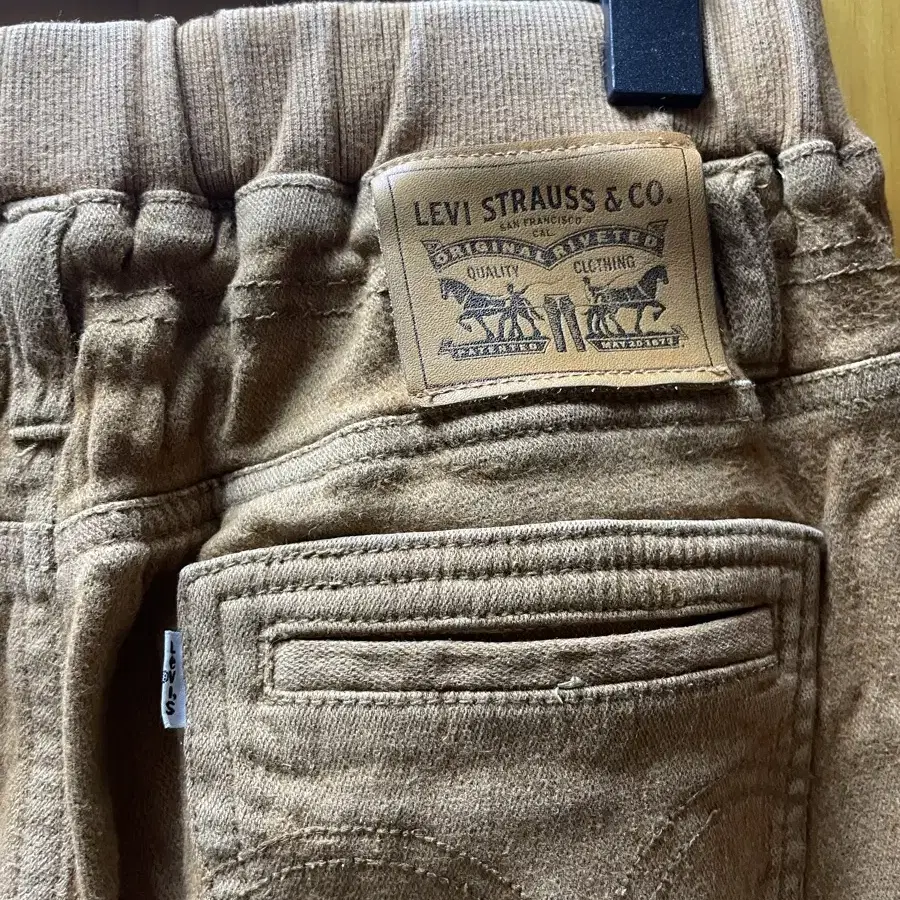 LEVI STRAUSS & CO.
SAN FRANCISCO
CAL.
ORIGINAL RIVETED
QUALITY CLOTHING
PATENTED MAY 20 1873
LEVI'S
®